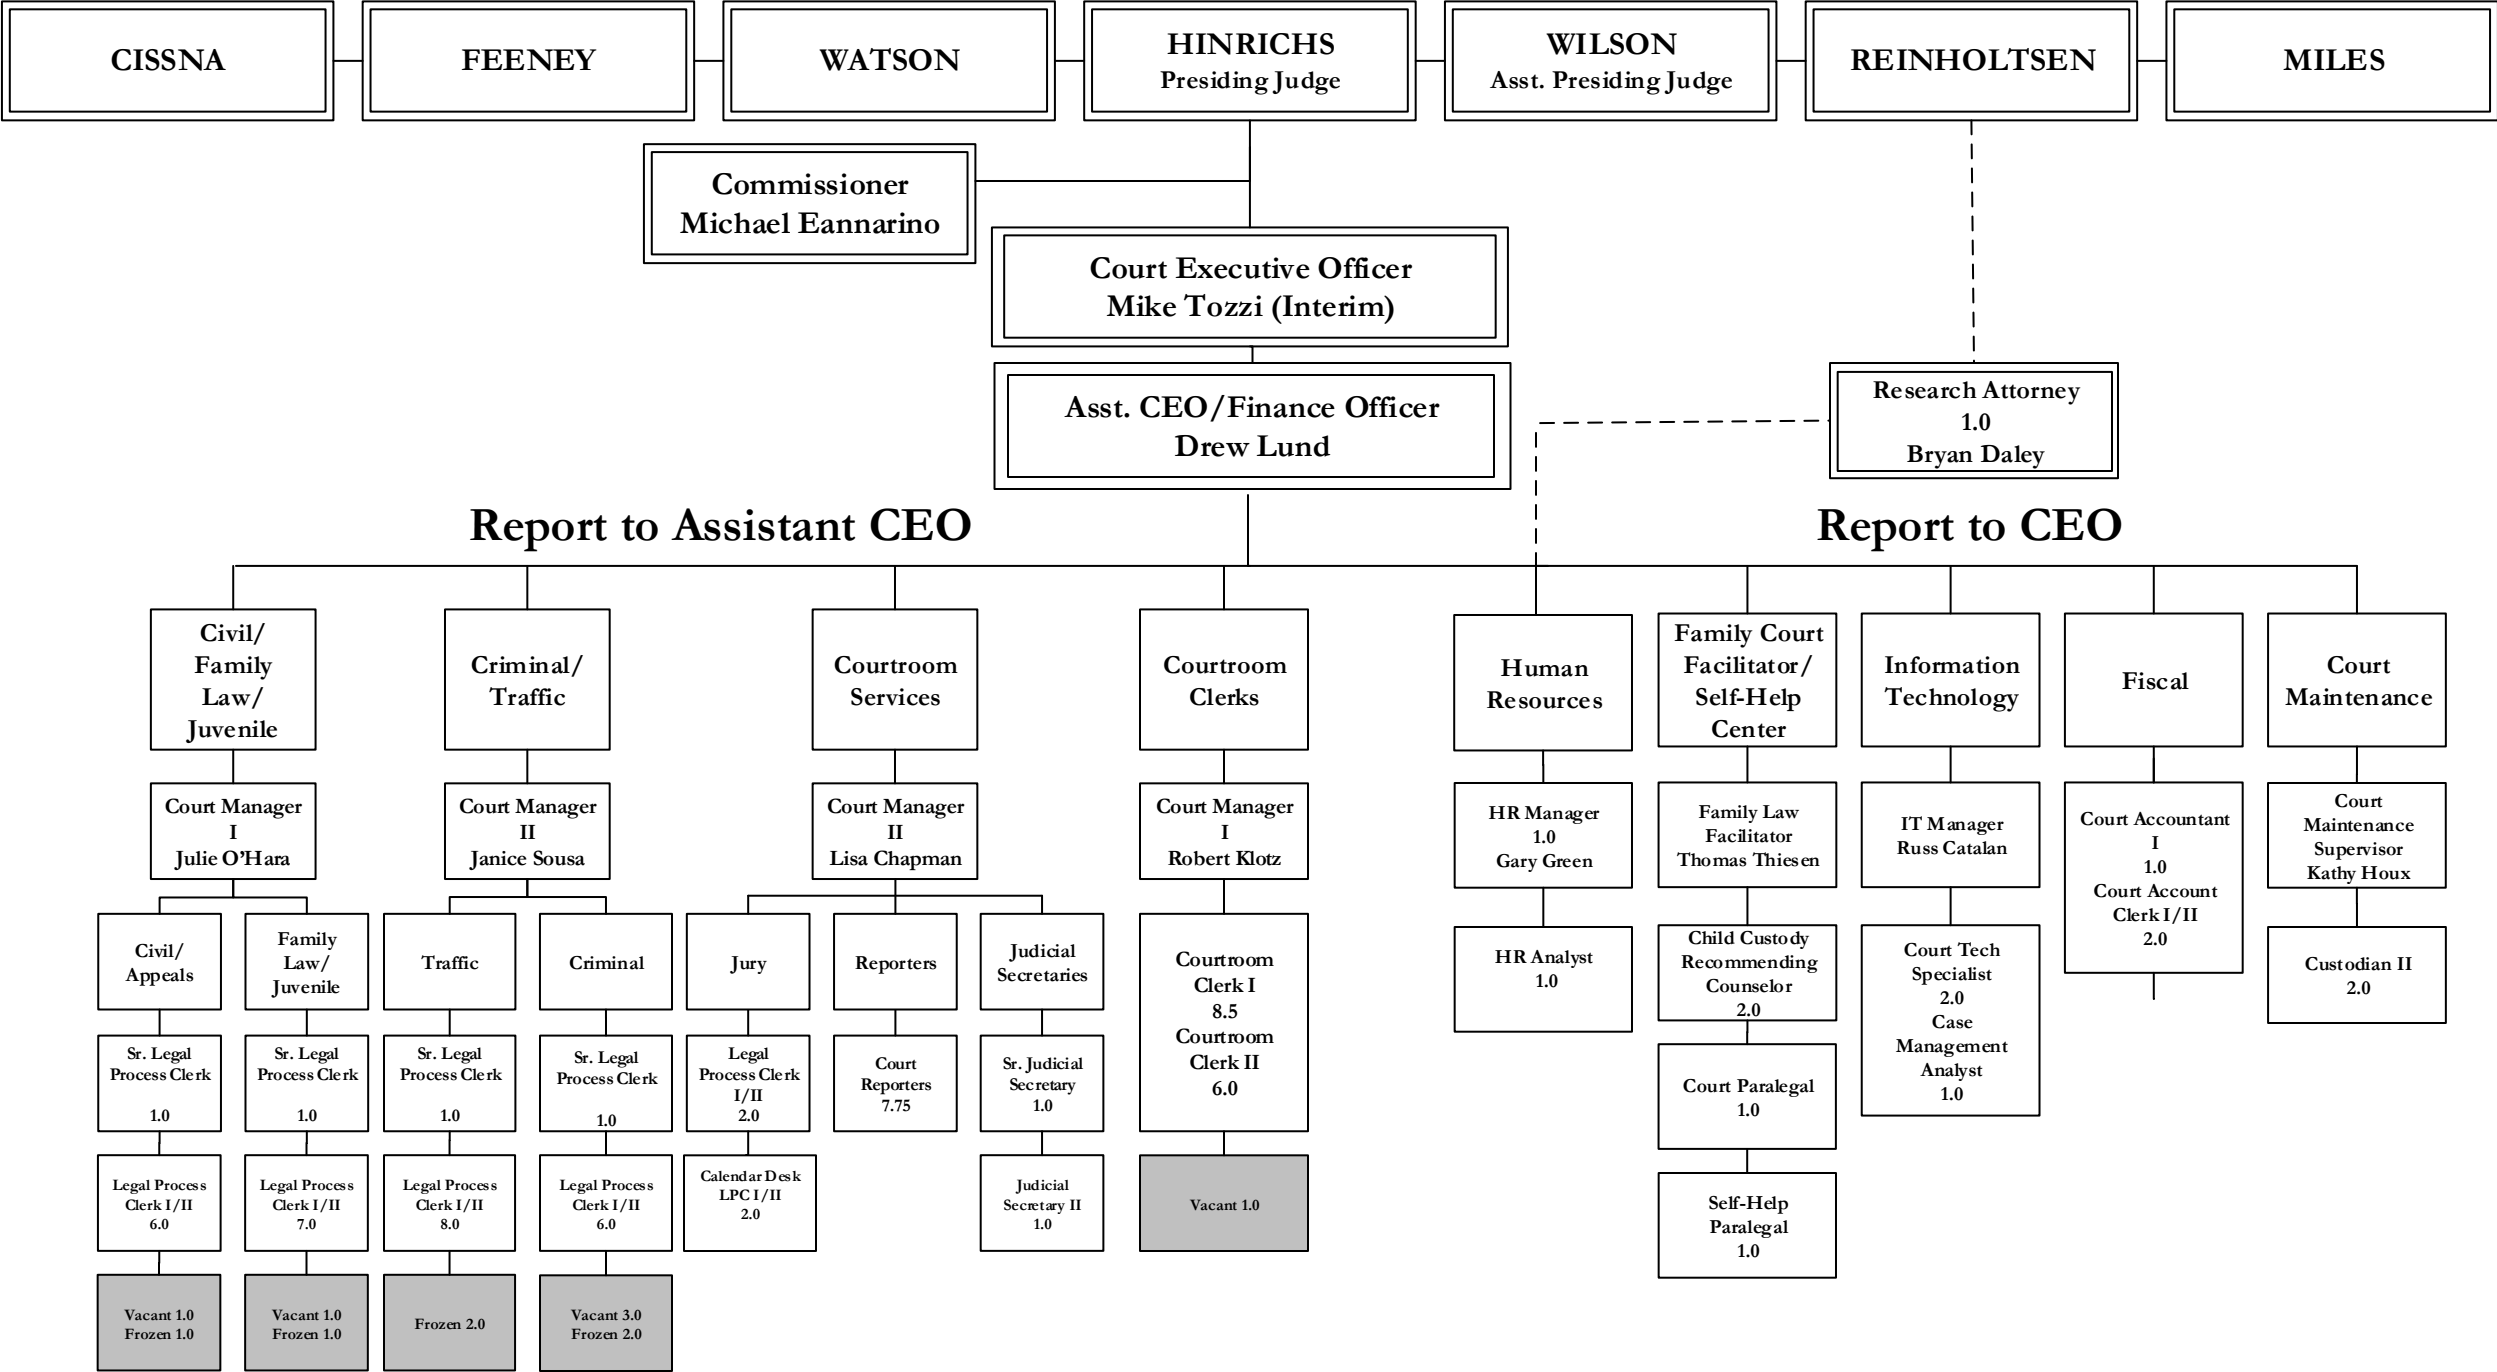 CISSNA
FEENEY
WATSON
HINRICHS
Presiding Judge
WILSON
Asst. Presiding Judge
REINHOLTSEN
MILES
Commissioner
Michael Eannarino
Court Executive Officer
Mike Tozzi (Interim)
Asst. CEO/Finance Officer
Drew Lund
Research Attorney
1.0
Bryan Daley
Report to Assistant CEO
Report to CEO
Civil/
Family
Law/
Juvenile
Criminal/
Traffic
Courtroom
Services
Courtroom
Clerks
Human
Resources
Family Court
Facilitator/
Self-Help
Center
Information
Technology
Fiscal
Court
Maintenance
Court Manager
I
Julie O’Hara
Court Manager
II
Janice Sousa
Court Manager
II
Lisa Chapman
Court Manager
I
Robert Klotz
HR Manager
1.0
Gary Green
Family Law
Facilitator
Thomas Thiesen
IT Manager
Russ Catalan
Court Accountant
I
1.0
Court Account
Clerk I/II
2.0
Court
Maintenance
Supervisor
Kathy Houx
Civil/
Appeals
Family
Law/
Juvenile
Traffic
Criminal
Jury
Reporters
Judicial
Secretaries
Courtroom
Clerk I
8.5
Courtroom
Clerk II
6.0
HR Analyst
1.0
Child Custody
Recommending
Counselor
2.0
Court Tech
Specialist
2.0
Case
Management
Analyst
1.0
Custodian II
2.0
Sr. Legal
Process Clerk
1.0
Sr. Legal
Process Clerk
1.0
Sr. Legal
Process Clerk
1.0
Sr. Legal
Process Clerk
1.0
Legal
Process Clerk
I/II
2.0
Court
Reporters
7.75
Sr. Judicial
Secretary
1.0
Court Paralegal
1.0
Legal Process
Clerk I/II
6.0
Legal Process
Clerk I/II
7.0
Legal Process
Clerk I/II
8.0
Legal Process
Clerk I/II
6.0
Calendar Desk
LPC I/II
2.0
Judicial
Secretary II
1.0
Vacant 1.0
Self-Help
Paralegal
1.0
Vacant 1.0
Frozen 1.0
Vacant 1.0
Frozen 1.0
Frozen 2.0
Vacant 3.0
Frozen 2.0